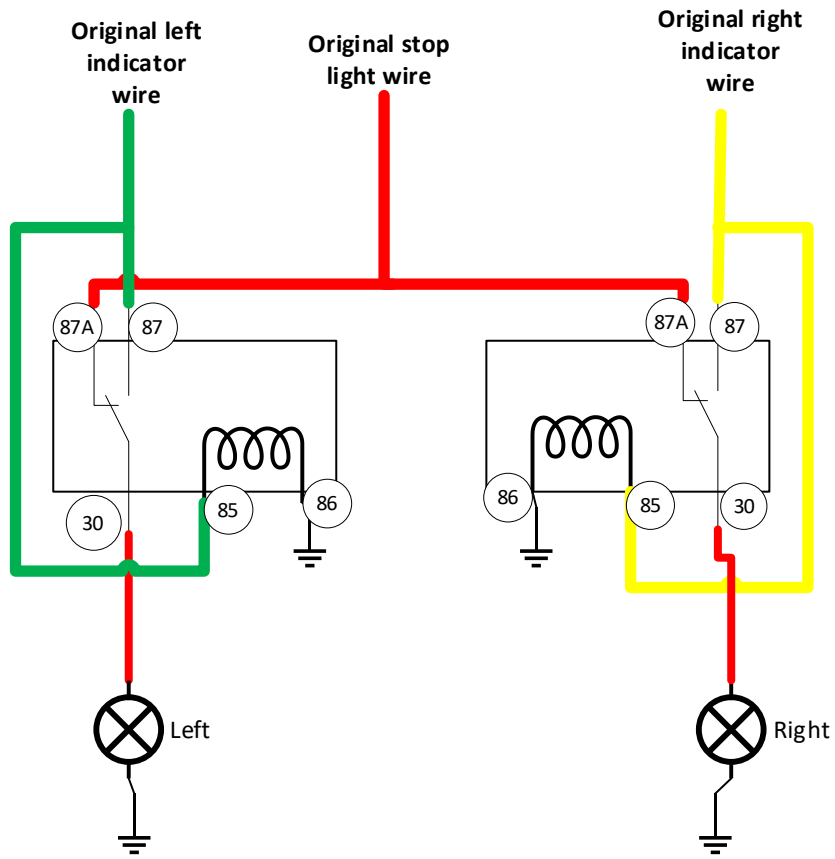 Original left
indicator
wire
Original stop
light wire
Original right
indicator
wire
87A
87
87A
87
30
85
86
86
85
30
Left
Right